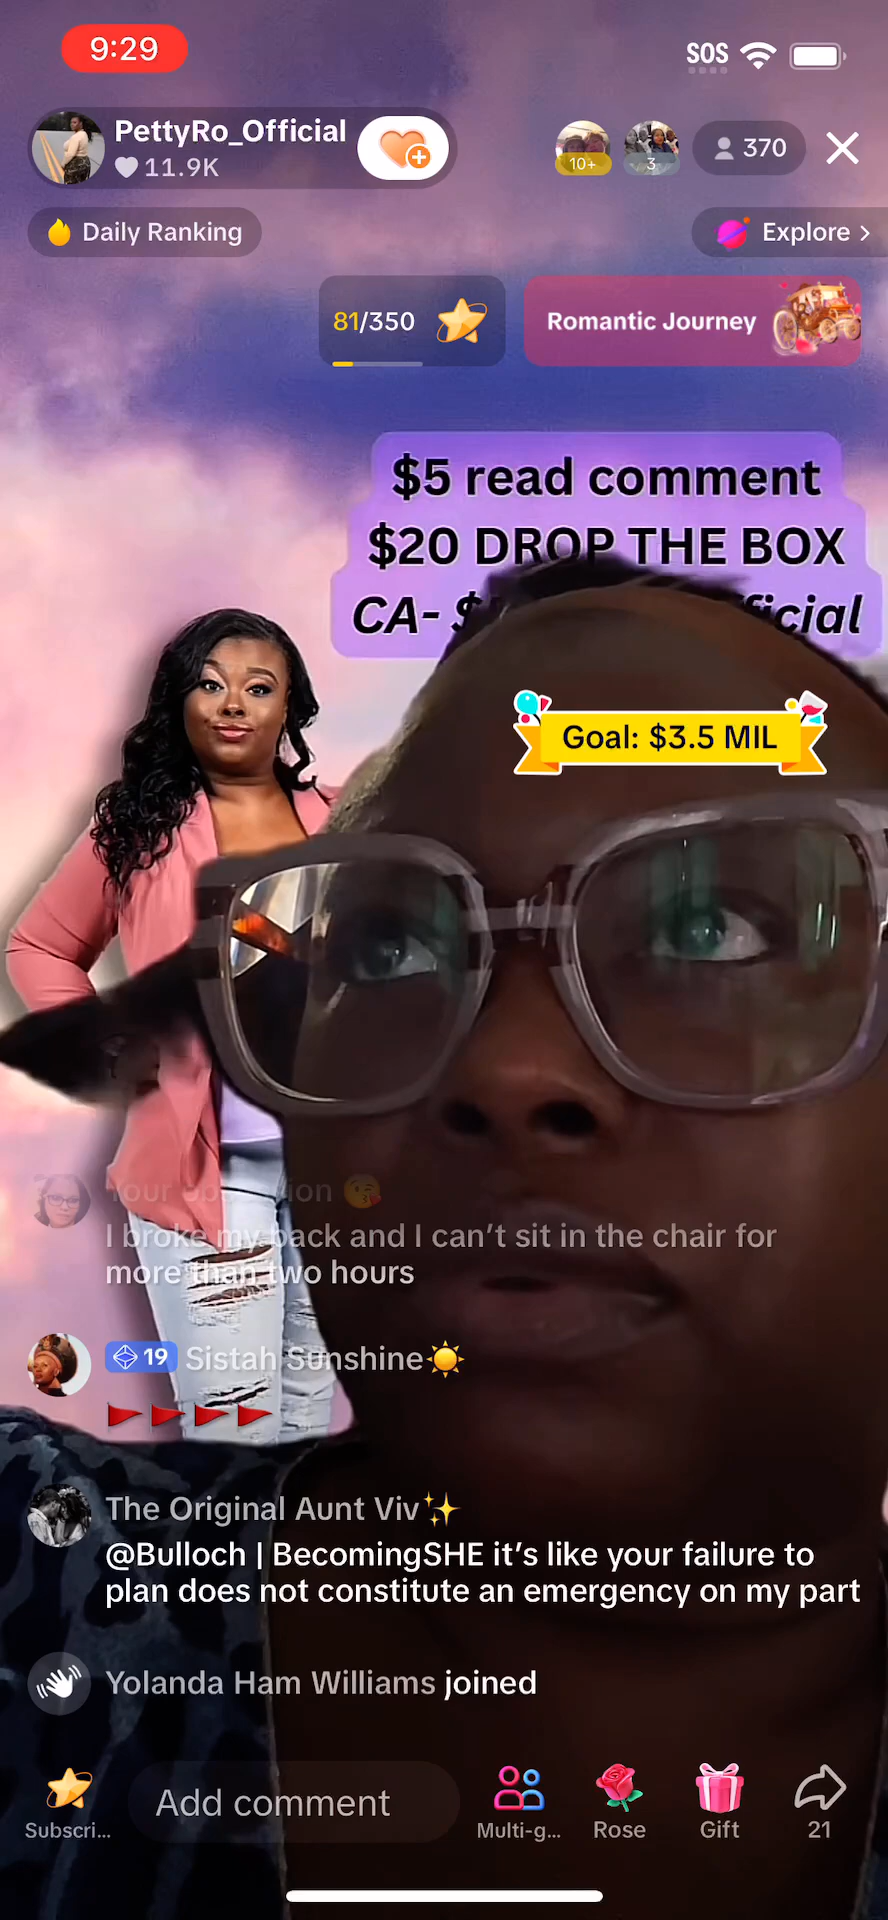 9:29
SOS
PettyRo_Official
11.9K
10+
3
370
Daily Ranking
Explore >
81/350
Romantic Journey
$5 read comment
$20 DROP THE BOX
CA- $ ficial
Goal: $3.5 MIL
Your
I broke my back and I can't sit in the chair for
more than two hours
19 Sistah Sunshine
The Original Aunt Viv
@Bulloch | BecomingSHE it's like your failure to
plan does not constitute an emergency on my part
Yolanda Ham Williams joined
Add comment
Subscri...
Multi-g...
Rose
Gift
21